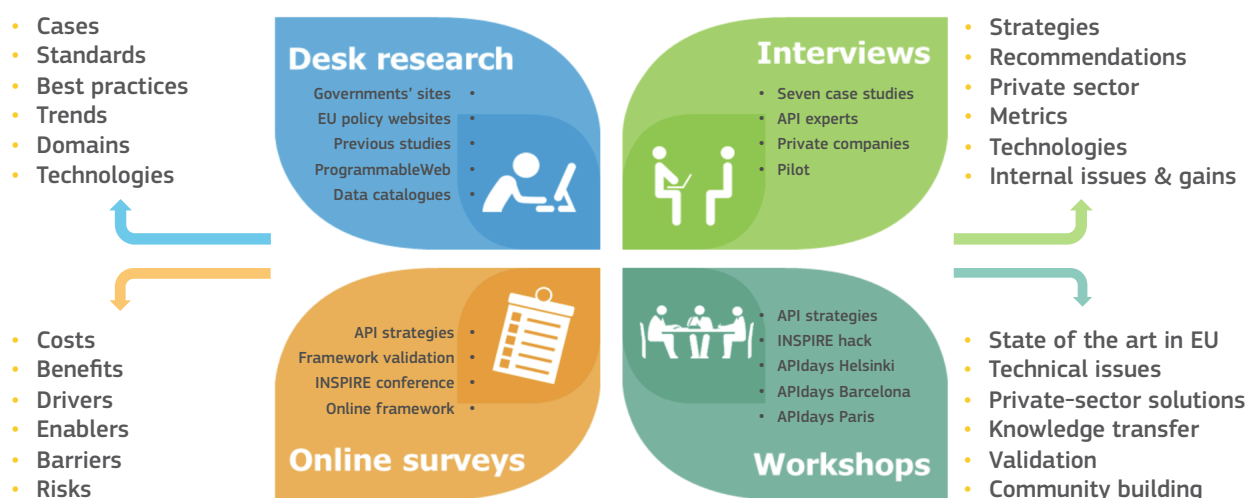 • Cases
• Standards
• Best practices
• Trends
• Domains
• Technologies
Desk research
Governments' sites •
EU policy websites •
Previous studies •
ProgrammableWeb •
Data catalogues •
Interviews
• Seven case studies
• API experts
• Private companies
• Pilot
• Strategies
• Recommendations
• Private sector
• Metrics
• Technologies
• Internal issues & gains
• Costs
• Benefits
• Drivers
• Enablers
• Barriers
• Risks
API strategies •
Framework validation •
INSPIRE conference •
Online framework •
Online surveys
• API strategies
• INSPIRE hack
• APIdays Helsinki
• APIdays Barcelona
• APIdays Paris
Workshops
• State of the art in EU
• Technical issues
• Private-sector solutions
• Knowledge transfer
• Validation
• Community building